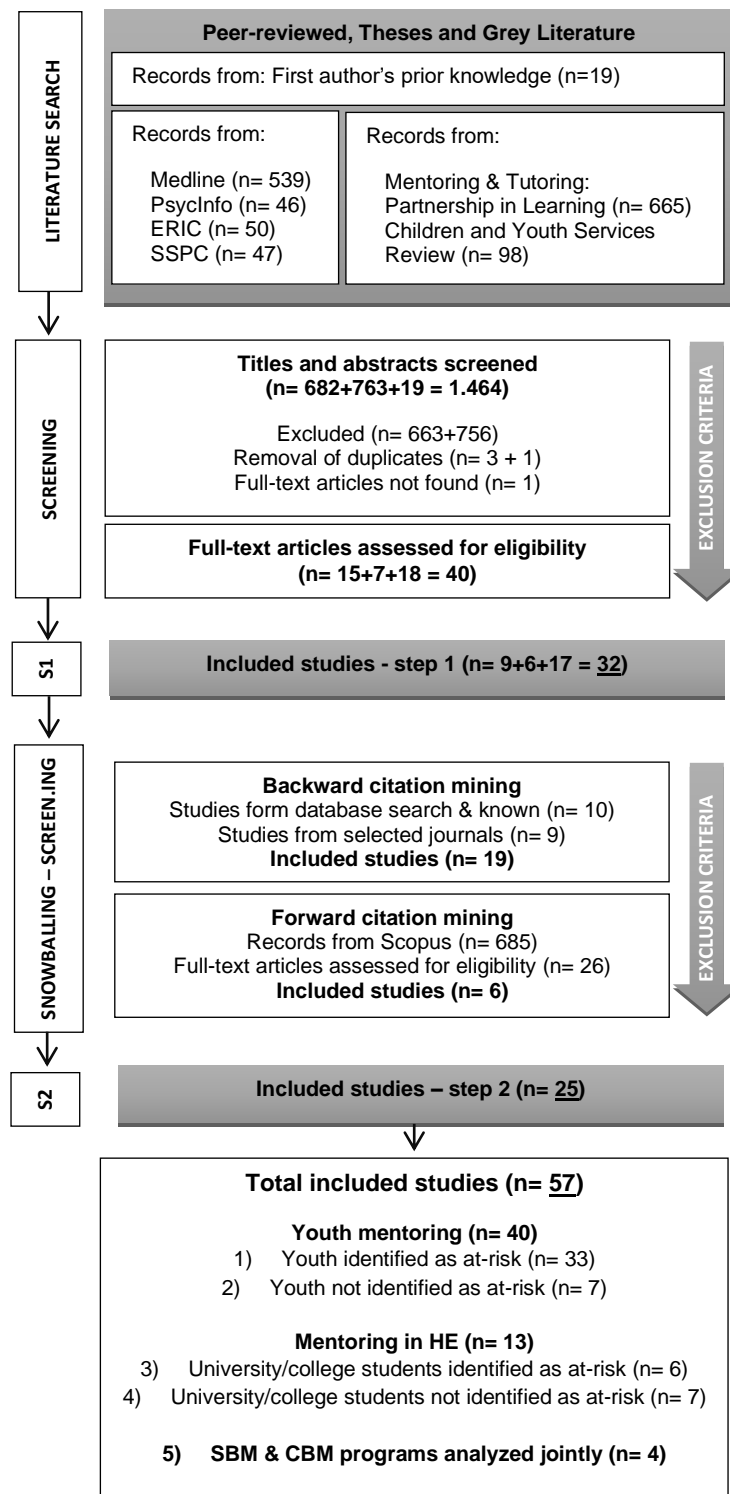 Peer-reviewed, Theses and Grey Literature
Records from: First author's prior knowledge (n=19)
LITERATURE SEARCH
Records from:
Medline (n= 539)
PsycInfo (n= 46)
ERIC (n= 50)
SSPC (n= 47)
Records from:
Mentoring & Tutoring:
Partnership in Learning (n= 665)
Children and Youth Services
Review (n= 98)
SCREENING
Titles and abstracts screened
(n= 682+763+19 = 1.464)
Excluded (n= 663+756)
Removal of duplicates (n= 3 + 1)
Full-text articles not found (n= 1)
Full-text articles assessed for eligibility
(n= 15+7+18 = 40)
EXCLUSION CRITERIA
S1
Included studies - step 1 (n= 9+6+17 = 32)
SNOWBALLING – SCREEN.ING
Backward citation mining
Studies form database search & known (n= 10)
Studies from selected journals (n= 9)
Included studies (n= 19)
Forward citation mining
Records from Scopus (n= 685)
Full-text articles assessed for eligibility (n= 26)
Included studies (n= 6)
EXCLUSION CRITERIA
S2
Included studies – step 2 (n= 25)
Total included studies (n= 57)
Youth mentoring (n= 40)
1) Youth identified as at-risk (n= 33)
2) Youth not identified as at-risk (n= 7)
Mentoring in HE (n= 13)
3) University/college students identified as at-risk (n= 6)
4) University/college students not identified as at-risk (n= 7)
5) SBM & CBM programs analyzed jointly (n= 4)